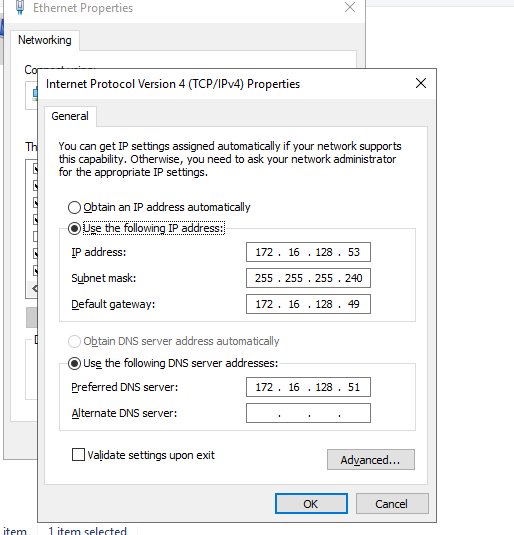 Ethernet Properties
Networking
Internet Protocol Version 4 (TCP/IPv4) Properties
General
You can get IP settings assigned automatically if your network supports
this capability. Otherwise, you need to ask your network administrator
for the appropriate IP settings.
Obtain an IP address automatically
Use the following IP address:
IP address: 172 . 16 . 128 . 53
Subnet mask: 255 . 255 . 255 . 240
Default gateway: 172 . 16 . 128 . 49
Obtain DNS server address automatically
Use the following DNS server addresses:
Preferred DNS server: 172 . 16 . 128 . 51
Alternate DNS server: . . .
Validate settings upon exit
Advanced...
OK Cancel
item 1 item selected